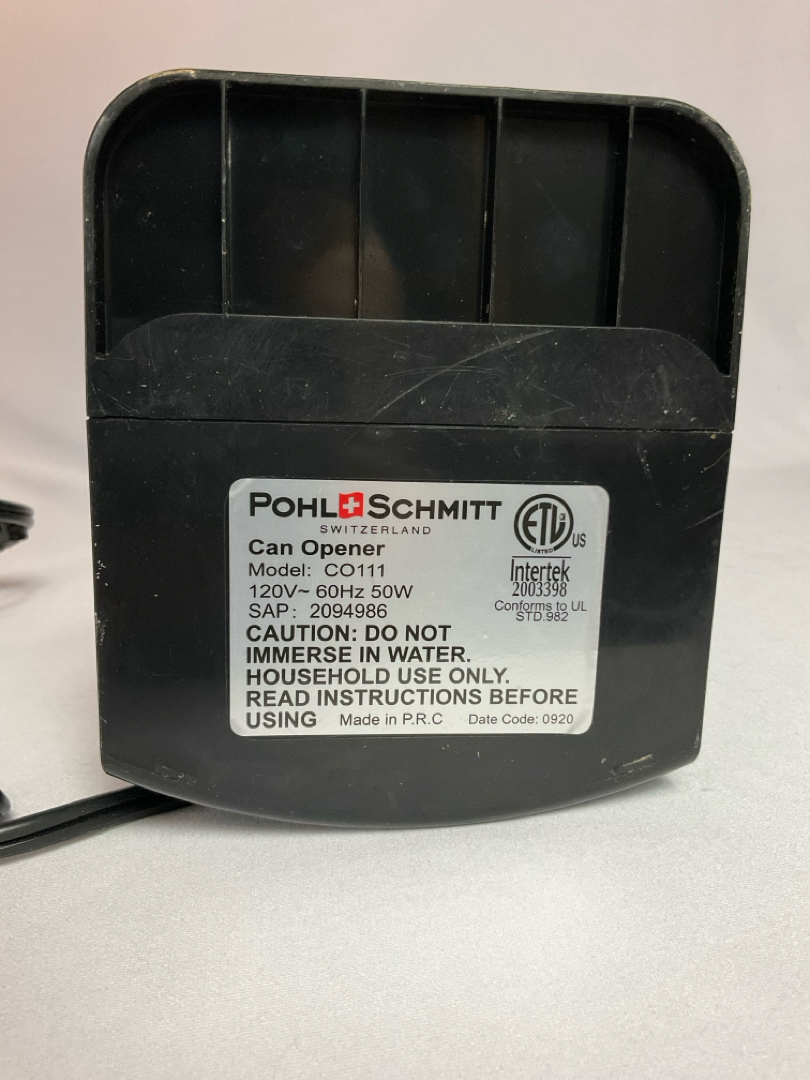 POHL SCHMITT
SWITZERLAND
Can Opener
Model: CO111
120V~ 60Hz 50W
SAP: 2094986
CAUTION: DO NOT
IMMERSE IN WATER.
HOUSEHOLD USE ONLY.
READ INSTRUCTIONS BEFORE
USING Made in P.R.C Date Code: 0920
ETL
LISTED
US
Intertek
2003398
Conforms to UL
STD.982